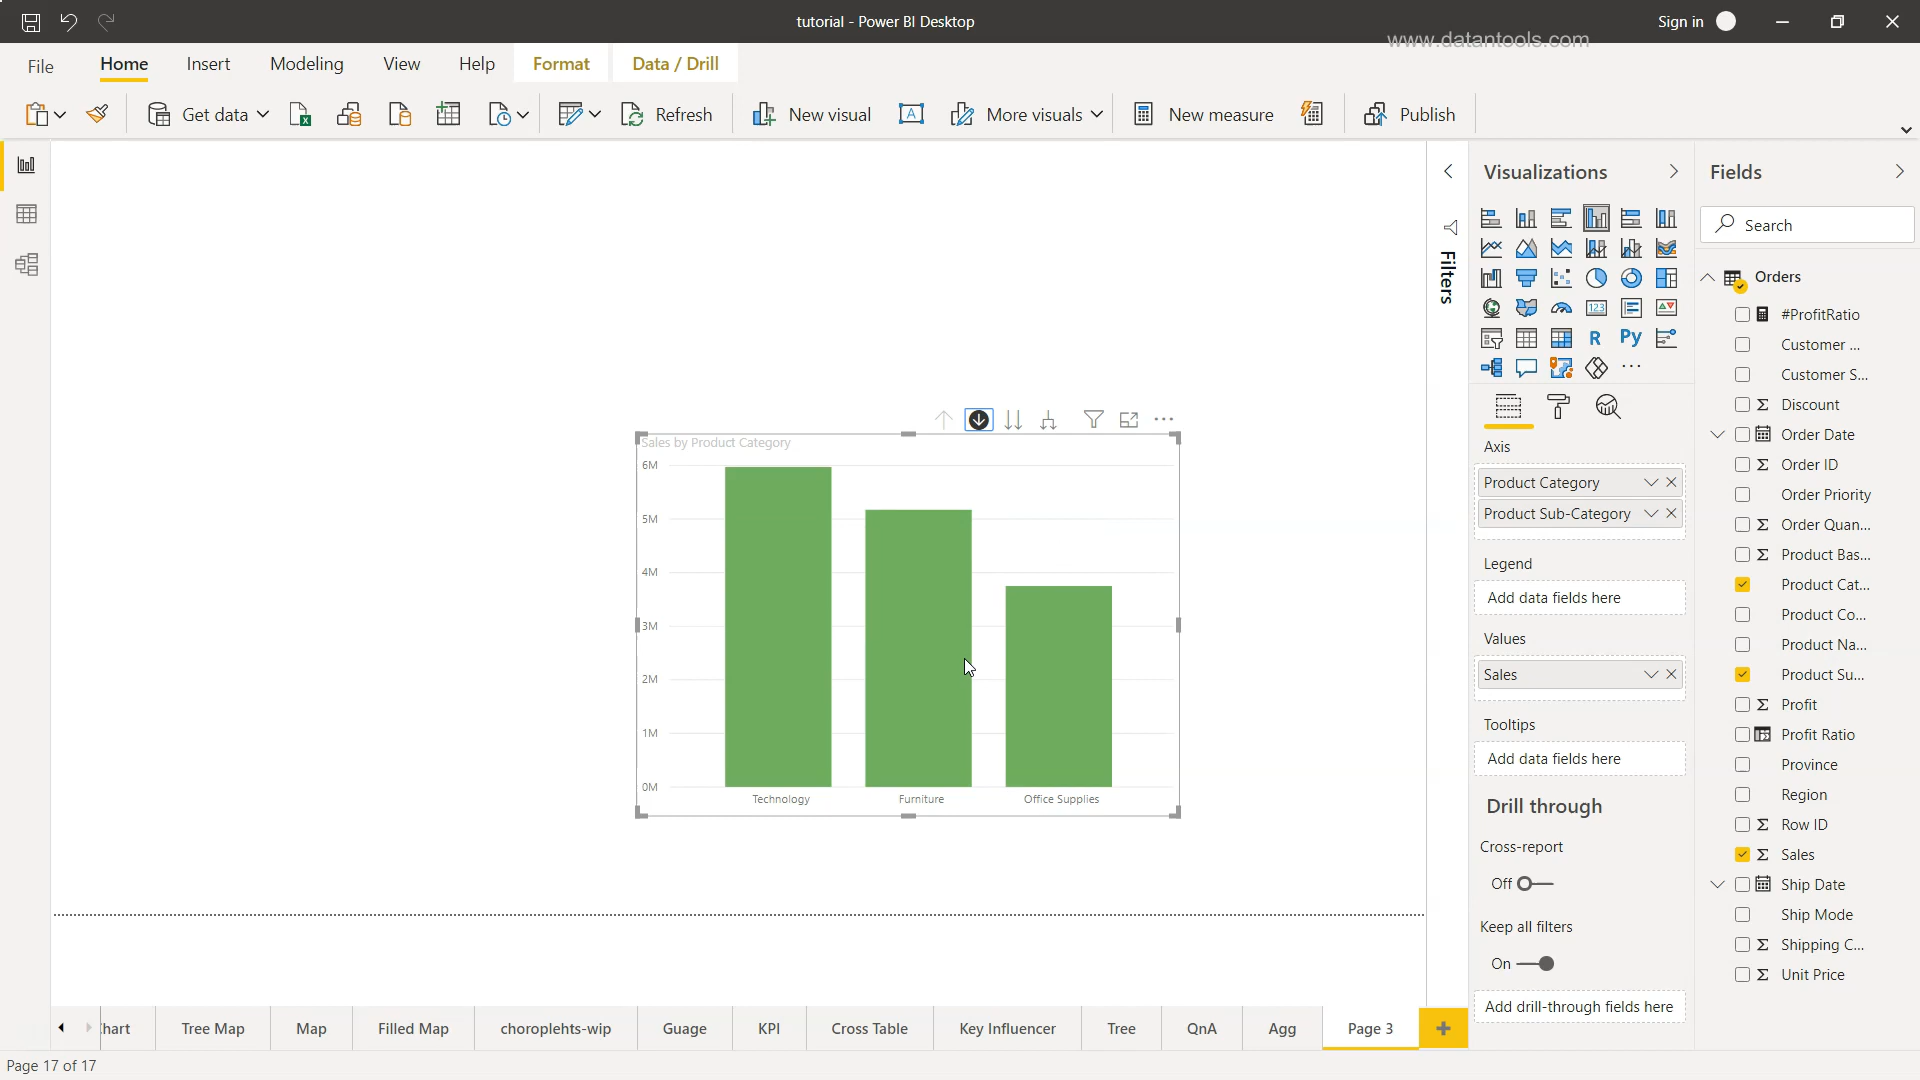 tutorial - Power BI Desktop
Sign in
www.datantools.com
File
Home
Insert
Modeling
View
Help
Format
Data / Drill
Get data
Refresh
New visual
More visuals
New measure
Publish
Filters
Sales by Product Category
6M
5M
4M
3M
2M
1M
0M
Technology
Furniture
Office Supplies
Visualizations
123
R
Py
Axis
Product Category
Product Sub-Category
Legend
Add data fields here
Values
Sales
Tooltips
Add data fields here
Drill through
Cross-report
Off
Keep all filters
On
Add drill-through fields here
Fields
Search
Orders
#ProfitRatio
Customer ...
Customer S...
Discount
Order Date
Order ID
Order Priority
Order Quan...
Product Bas...
Product Cat...
Product Co...
Product Na...
Product Su...
Profit
Profit Ratio
Province
Region
Row ID
Sales
Ship Date
Ship Mode
Shipping C...
Unit Price
hart
Tree Map
Map
Filled Map
choroplehts-wip
Guage
KPI
Cross Table
Key Influencer
Tree
QnA
Agg
Page 3
Page 17 of 17